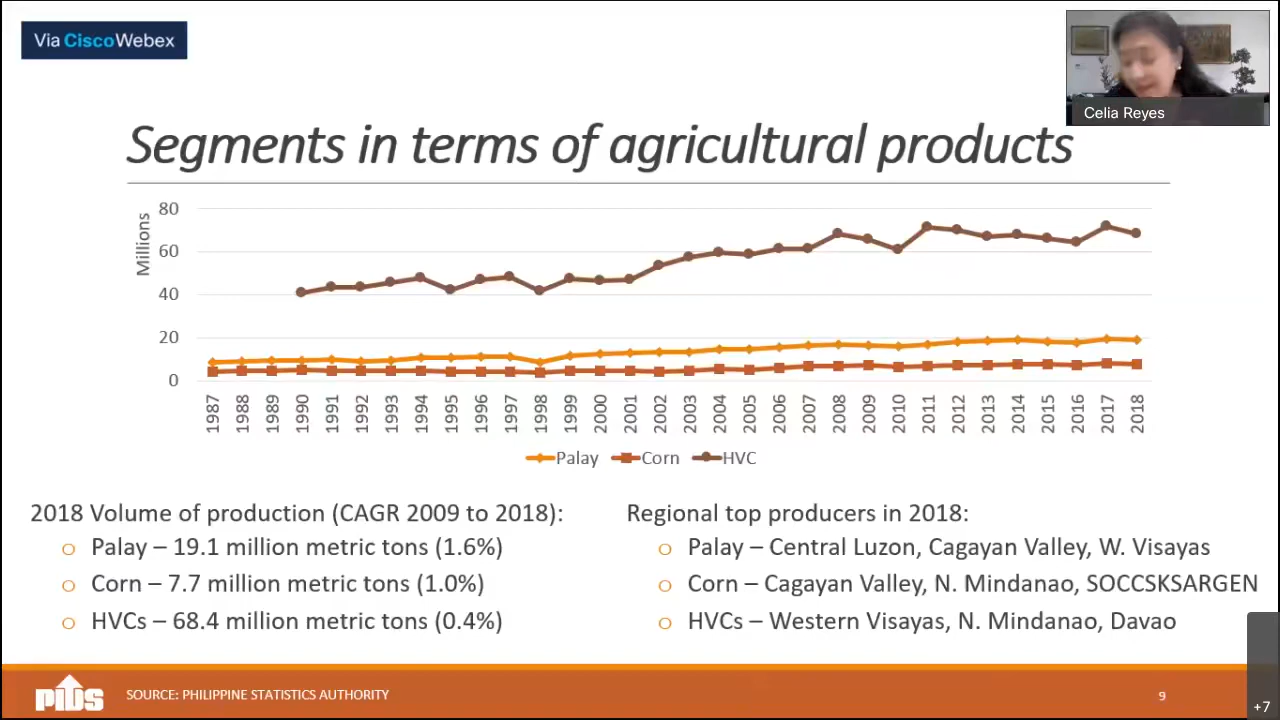 Via CiscoWebex
Celia Reyes
Segments in terms of agricultural products
Millions
80
60
40
20
0
1987 1988 1989 1990 1991 1992 1993 1994 1995 1996 1997 1998 1999 2000 2001 2002 2003 2004 2005 2006 2007 2008 2009 2010 2011 2012 2013 2014 2015 2016 2017 2018
Palay Corn HVC
2018 Volume of production (CAGR 2009 to 2018):
o Palay – 19.1 million metric tons (1.6%)
o Corn – 7.7 million metric tons (1.0%)
o HVCs – 68.4 million metric tons (0.4%)
Regional top producers in 2018:
o Palay – Central Luzon, Cagayan Valley, W. Visayas
o Corn – Cagayan Valley, N. Mindanao, SOCCSKSARGEN
o HVCs – Western Visayas, N. Mindanao, Davao
pids
SOURCE: PHILIPPINE STATISTICS AUTHORITY
9
+7